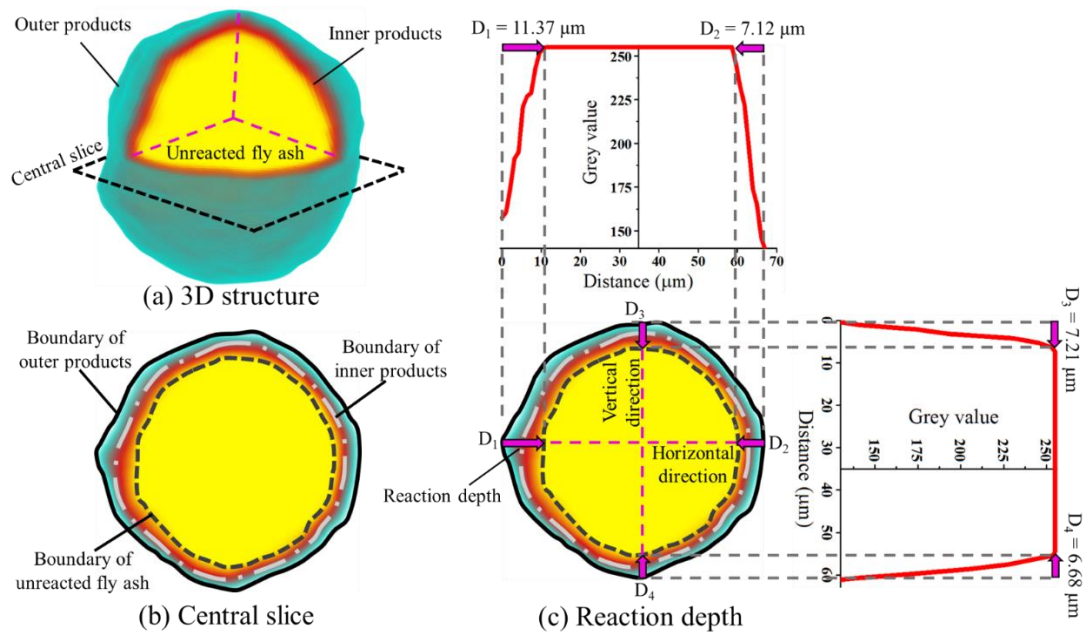 Outer products
Inner products
Unreacted fly ash
Central slice
(a) 3D structure
D₁ = 11.37 μm
D₂ = 7.12 μm
Grey value
250
225
200
175
150
0
10
20
30
40
50
60
70
Distance (μm)
Boundary of
outer products
Boundary of
inner products
Boundary of
unreacted fly ash
(b) Central slice
D₃
D₁
D₂
D₄
Vertical
direction
Horizontal
direction
Reaction depth
(c) Reaction depth
0
10
20
30
40
50
60
Distance (μm)
Grey value
150
175
200
225
250
D₃ = 7.21 μm
D₄ = 6.68 μm